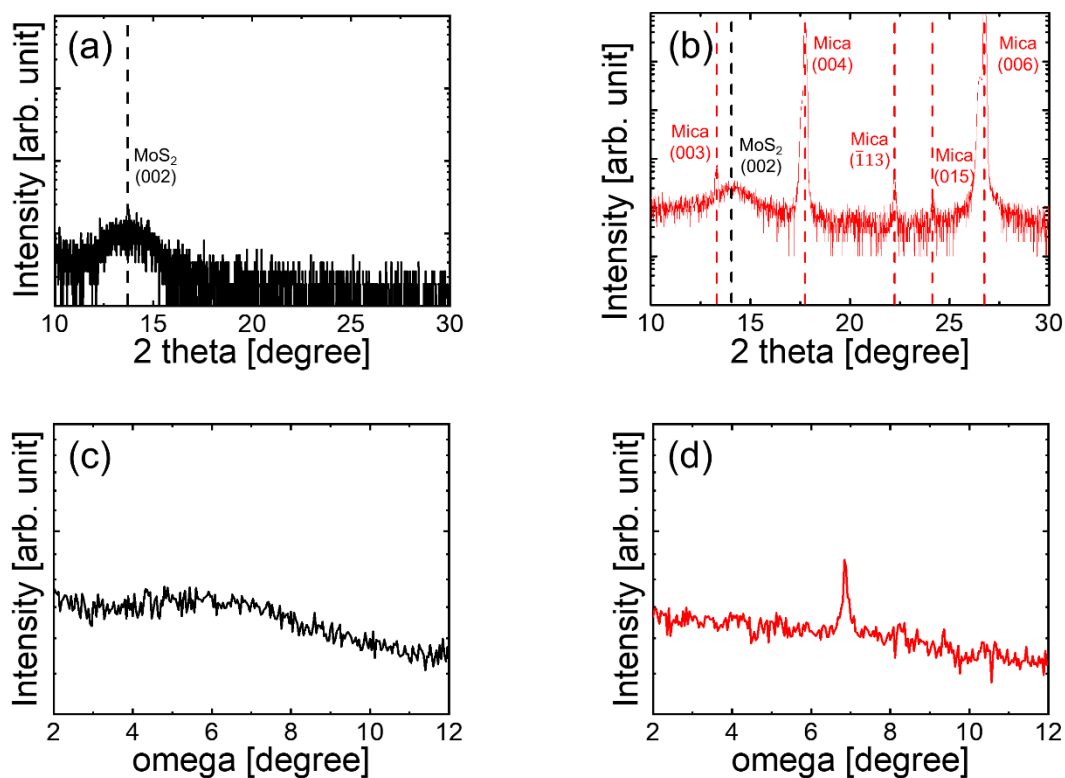 (a)
Intensity [arb. unit]
MoS₂
(002)
10 15 20 25 30
2 theta [degree]
(b)
Intensity [arb. unit]
Mica
(003)
MoS₂
(002)
Mica
(004)
Mica
(1̄13)
Mica
(015)
Mica
(006)
10 15 20 25 30
2 theta [degree]
(c)
Intensity [arb. unit]
2 4 6 8 10 12
omega [degree]
(d)
Intensity [arb. unit]
2 4 6 8 10 12
omega [degree]